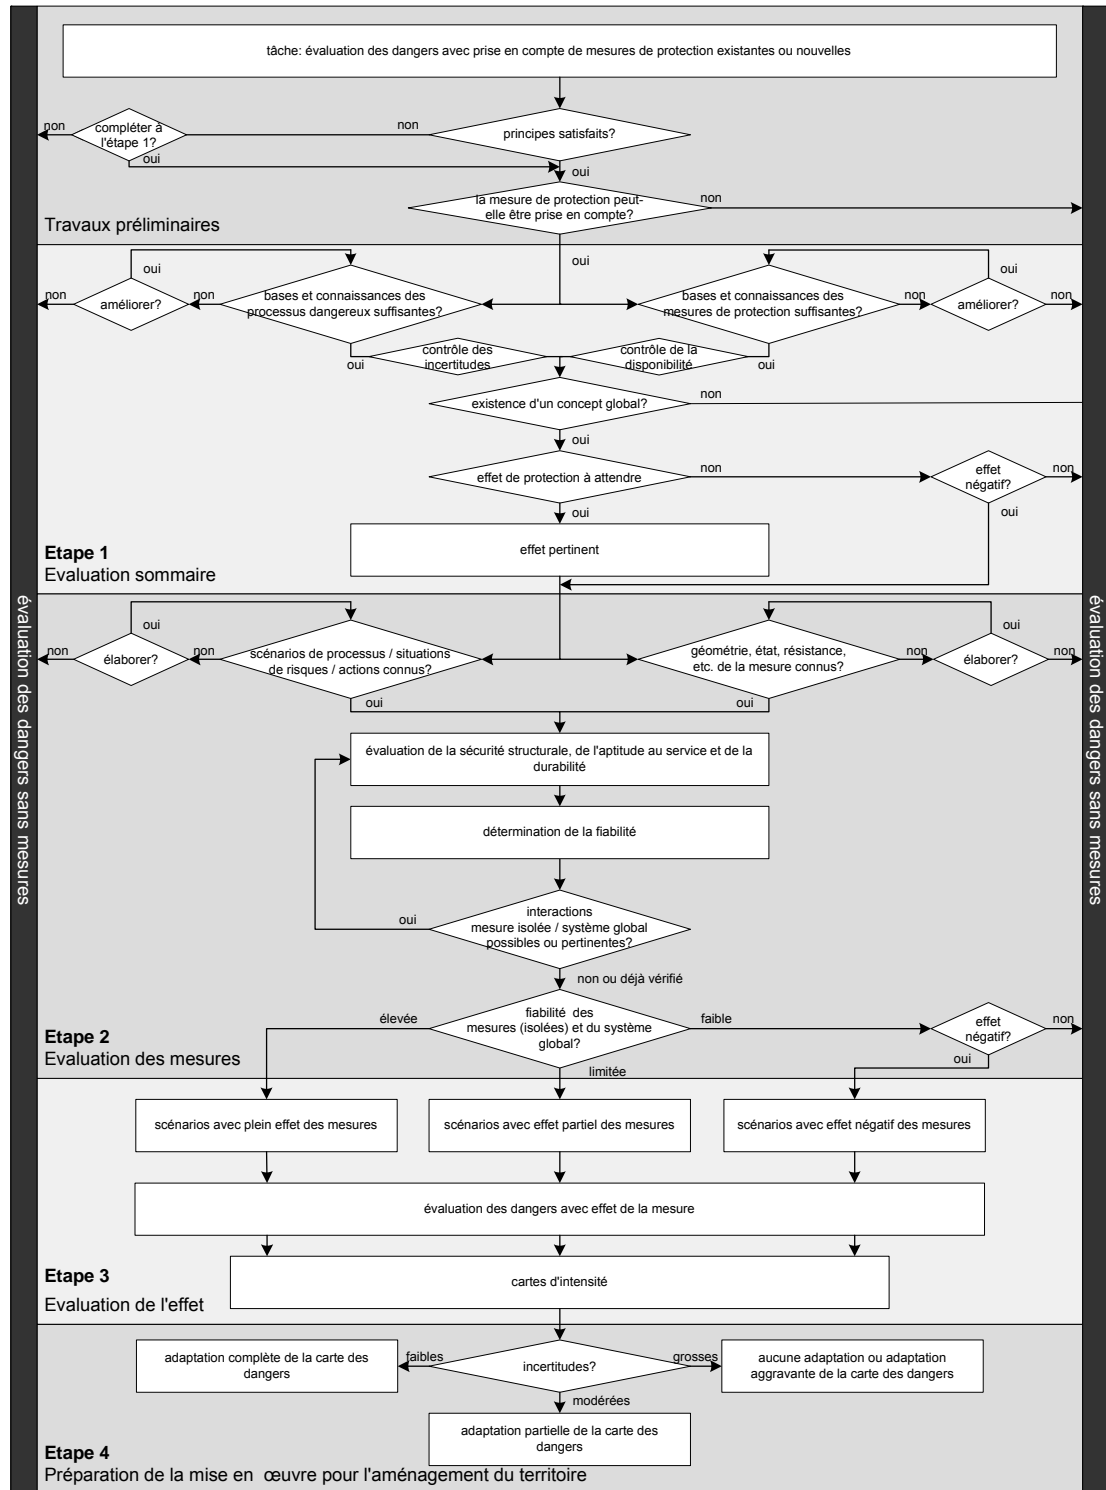 tâche: évaluation des dangers avec prise en compte de mesures de protection existantes ou nouvelles
non
compléter à
l'étape 1?
non
principes satisfaits?
oui
oui
la mesure de protection peut-
elle être prise en compte?
non
Travaux préliminaires
oui
oui
oui
non
améliorer?
non
bases et connaissances des
processus dangereux suffisantes?
bases et connaissances des
mesures de protection suffisantes?
non
améliorer?
non
oui
contrôle des
incertitudes
contrôle de la
disponibilité
oui
existence d'un concept global?
non
oui
effet de protection à attendre
non
effet
négatif?
non
oui
oui
effet pertinent
Etape 1
Evaluation sommaire
évaluation des dangers sans mesures
évaluation des dangers sans mesures
oui
oui
non
élaborer?
non
scénarios de processus / situations
de risques / actions connus?
géométrie, état, résistance,
etc. de la mesure connus?
non
élaborer?
non
oui
oui
évaluation de la sécurité structurale, de l'aptitude au service et de la
durabilité
détermination de la fiabilité
oui
interactions
mesure isolée / système global
possibles ou pertinentes?
non ou déjà vérifié
élevée
fiabilité des
mesures (isolées) et du système
global?
faible
effet
négatif?
non
oui
limitée
Etape 2
Evaluation des mesures
scénarios avec plein effet des mesures
scénarios avec effet partiel des mesures
scénarios avec effet négatif des mesures
évaluation des dangers avec effet de la mesure
cartes d'intensité
Etape 3
Evaluation de l'effet
adaptation complète de la carte des
dangers
faibles
incertitudes?
grosses
aucune adaptation ou adaptation
aggravante de la carte des dangers
modérées
adaptation partielle de la carte des
dangers
Etape 4
Préparation de la mise en œuvre pour l'aménagement du territoire